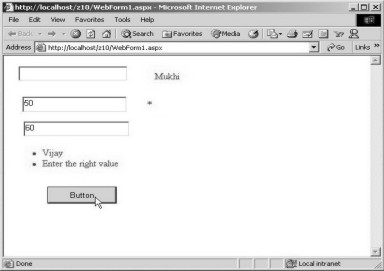 http://localhost/z10/WebForm1.aspx - Microsoft Internet Explorer
File Edit View Favorites Tools Help
Back Search Favorites Media
Address http://localhost/z10/WebForm1.aspx Go Links »
Mukhi
50 *
60
• Vijay
• Enter the right value
Button
Done Local intranet